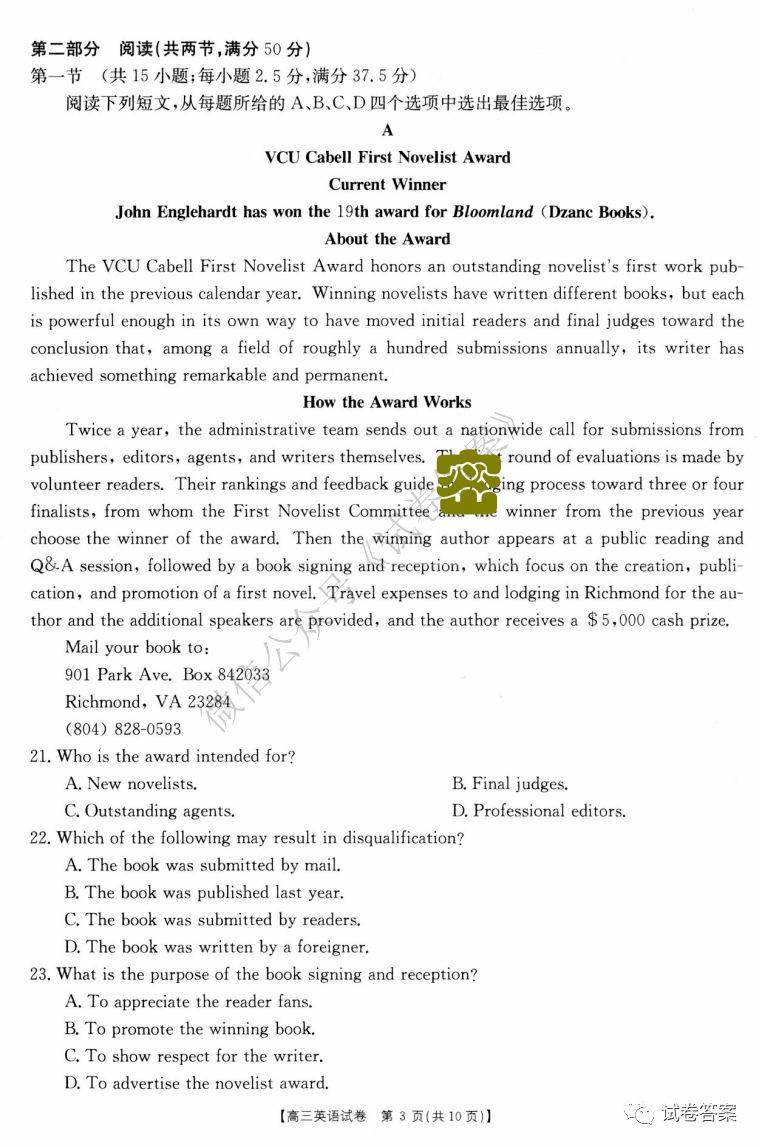 第二部分 阅读(共两节,满分 50 分)
第一节 (共 15 小题;每小题 2.5 分,满分 37.5 分)
阅读下列短文,从每题所给的 A、B、C、D 四个选项中选出最佳选项。
A
VCU Cabell First Novelist Award
Current Winner
John Englehardt has won the 19th award for Bloomland (Dzanc Books).
About the Award
The VCU Cabell First Novelist Award honors an outstanding novelist's first work pub-
lished in the previous calendar year. Winning novelists have written different books, but each
is powerful enough in its own way to have moved initial readers and final judges toward the
conclusion that, among a field of roughly a hundred submissions annually, its writer has
achieved something remarkable and permanent.
How the Award Works
Twice a year, the administrative team sends out a nationwide call for submissions from
publishers, editors, agents, and writers themselves. round of evaluations is made by
volunteer readers. Their rankings and feedback guide process toward three or four
finalists, from whom the First Novelist Committee and the winner from the previous year
choose the winner of the award. Then the winning author appears at a public reading and
Q&A session, followed by a book signing and reception, which focus on the creation, publi-
cation, and promotion of a first novel. Travel expenses to and lodging in Richmond for the au-
thor and the additional speakers are provided, and the author receives a $5,000 cash prize.
Mail your book to:
901 Park Ave. Box 842033
Richmond, VA 23284
(804) 828-0593
21. Who is the award intended for?
A. New novelists. B. Final judges.
C. Outstanding agents. D. Professional editors.
22. Which of the following may result in disqualification?
A. The book was submitted by mail.
B. The book was published last year.
C. The book was submitted by readers.
D. The book was written by a foreigner.
23. What is the purpose of the book signing and reception?
A. To appreciate the reader fans.
B. To promote the winning book.
C. To show respect for the writer.
D. To advertise the novelist award.
【高三英语试卷 第 3 页(共 10 页)】
微信公众号《试卷答案》
试卷答案